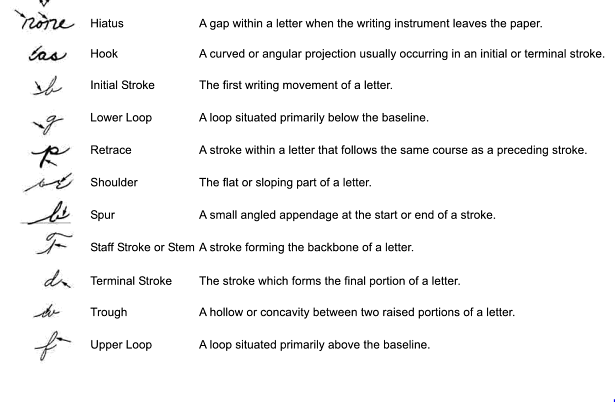 none Hiatus A gap within a letter when the writing instrument leaves the paper.
Hook A curved or angular projection usually occurring in an initial or terminal stroke.
b Initial Stroke The first writing movement of a letter.
g Lower Loop A loop situated primarily below the baseline.
p Retrace A stroke within a letter that follows the same course as a preceding stroke.
Shoulder The flat or sloping part of a letter.
Spur A small angled appendage at the start or end of a stroke.
F Staff Stroke or Stem A stroke forming the backbone of a letter.
d Terminal Stroke The stroke which forms the final portion of a letter.
Trough A hollow or concavity between two raised portions of a letter.
f Upper Loop A loop situated primarily above the baseline.